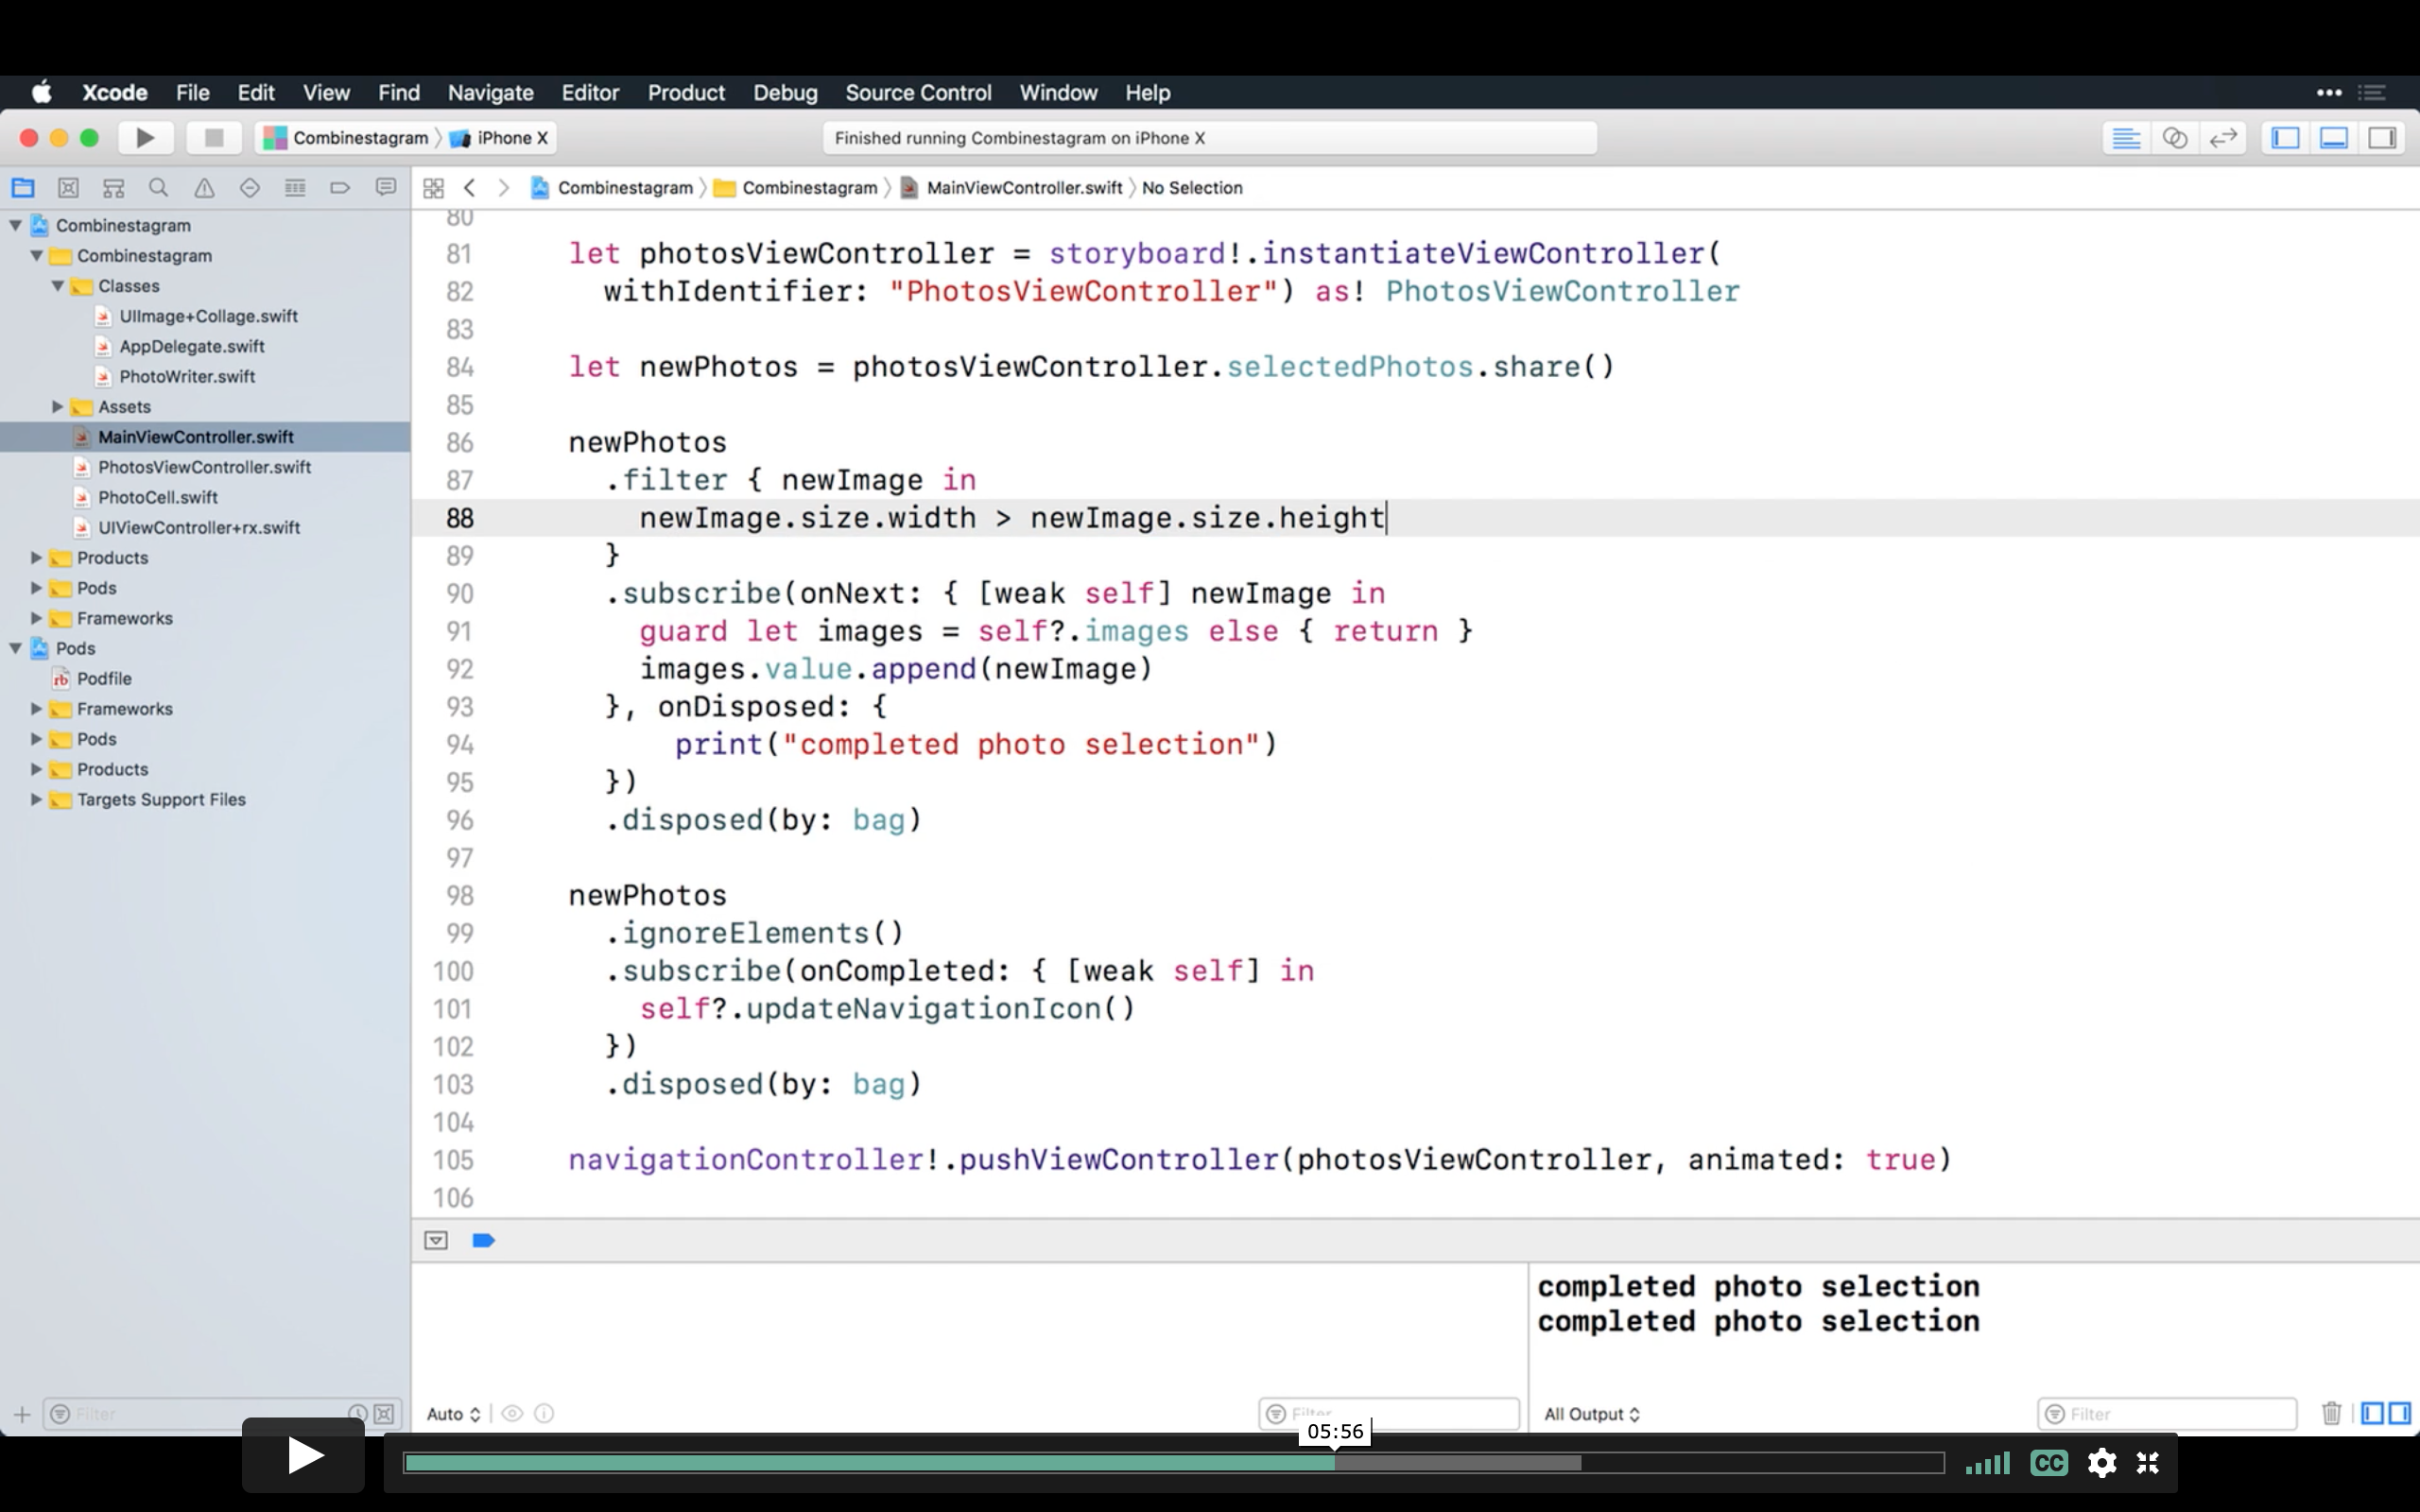 Xcode File Edit View Find Navigate Editor Product Debug Source Control Window Help
Combinestagram iPhone X
Finished running Combinestagram on iPhone X
Combinestagram Combinestagram MainViewController.swift No Selection
Combinestagram
Combinestagram
Classes
UIImage+Collage.swift
AppDelegate.swift
PhotoWriter.swift
Assets
MainViewController.swift
PhotosViewController.swift
PhotoCell.swift
UIViewController+rx.swift
Products
Pods
Frameworks
Pods
Podfile
Frameworks
Pods
Products
Targets Support Files
Filter
80
81 let photosViewController = storyboard!.instantiateViewController(
82 withIdentifier: "PhotosViewController") as! PhotosViewController
83
84 let newPhotos = photosViewController.selectedPhotos.share()
85
86 newPhotos
87 .filter { newImage in
88 newImage.size.width > newImage.size.height
89 }
90 .subscribe(onNext: { [weak self] newImage in
91 guard let images = self?.images else { return }
92 images.value.append(newImage)
93 }, onDisposed: {
94 print("completed photo selection")
95 })
96 .disposed(by: bag)
97
98 newPhotos
99 .ignoreElements()
100 .subscribe(onCompleted: { [weak self] in
101 self?.updateNavigationIcon()
102 })
103 .disposed(by: bag)
104
105 navigationController!.pushViewController(photosViewController, animated: true)
106
completed photo selection
completed photo selection
Auto
Filter
All Output
Filter
05:56
CC